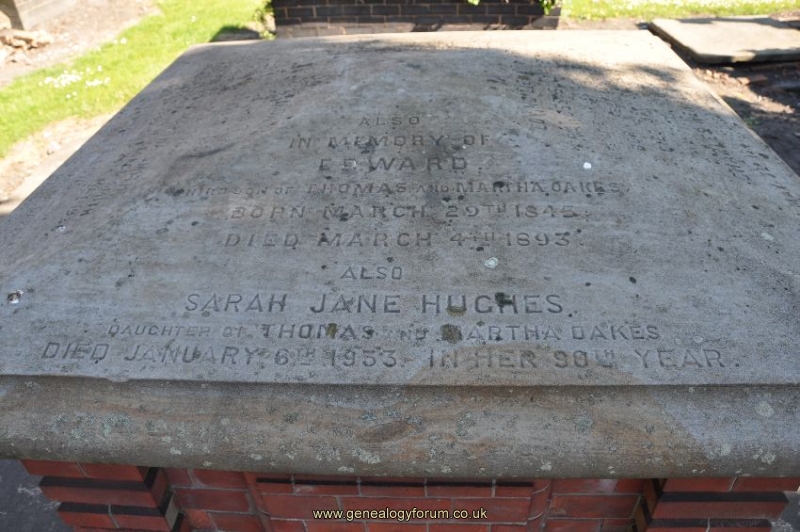 ALSO
IN MEMORY OF
EDWARD
THIRD SON OF THOMAS AND MARTHA OAKES
BORN MARCH 29TH 1845
DIED MARCH 4TH 1893.
ALSO
SARAH JANE HUGHES,
DAUGHTER OF THOMAS AND MARTHA OAKES
DIED JANUARY 6TH 1933. IN HER 90TH YEAR.
www.genealogyforum.co.uk